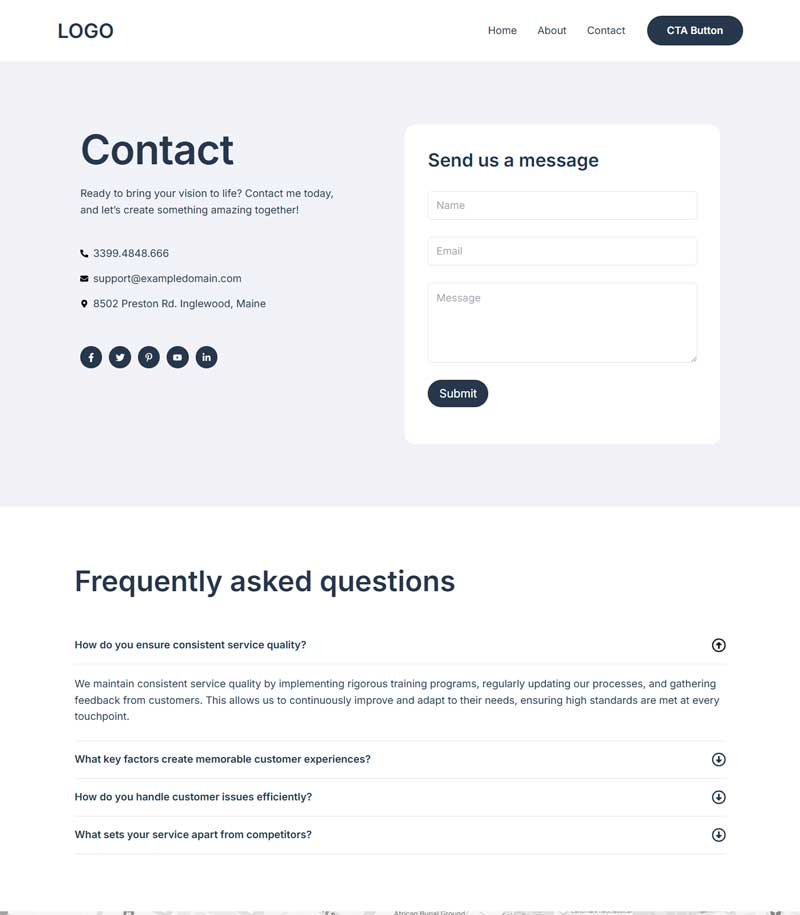 LOGO
Home
About
Contact
CTA Button
Contact
Ready to bring your vision to life? Contact me today,
and let’s create something amazing together!
3399.4848.666
support@exampledomain.com
8502 Preston Rd. Inglewood, Maine
Send us a message
Name
Email
Message
Submit
Frequently asked questions
How do you ensure consistent service quality?
We maintain consistent service quality by implementing rigorous training programs, regularly updating our processes, and gathering
feedback from customers. This allows us to continuously improve and adapt to their needs, ensuring high standards are met at every
touchpoint.
What key factors create memorable customer experiences?
How do you handle customer issues efficiently?
What sets your service apart from competitors?
African Burial Ground